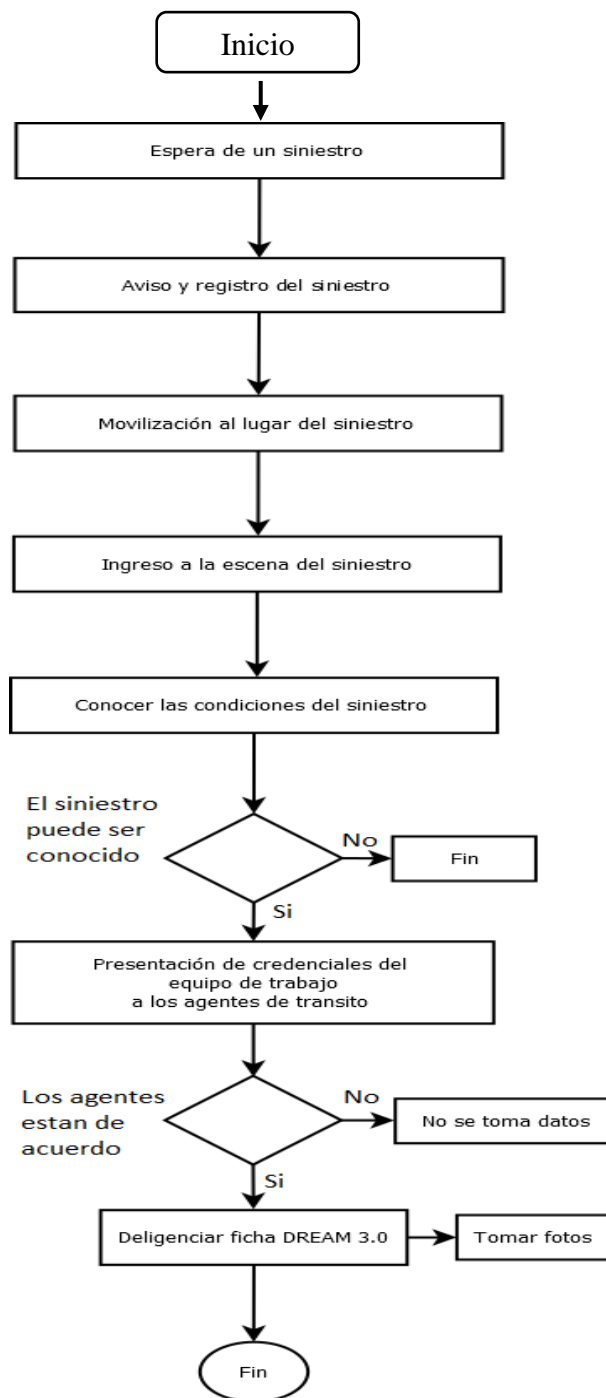 Inicio
Espera de un siniestro
Aviso y registro del siniestro
Movilización al lugar del siniestro
Ingreso a la escena del siniestro
Conocer las condiciones del siniestro
El siniestro
puede ser
conocido
No
Fin
Si
Presentación de credenciales del
equipo de trabajo
a los agentes de transito
Los agentes
estan de
acuerdo
No
No se toma datos
Si
Deligenciar ficha DREAM 3.0
Tomar fotos
Fin